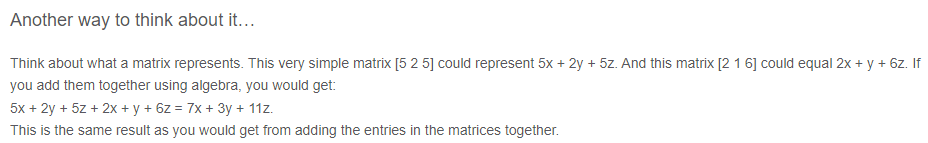 Another way to think about it…
Think about what a matrix represents. This very simple matrix [5 2 5] could represent 5x + 2y + 5z. And this matrix [2 1 6] could equal 2x + y + 6z. If
you add them together using algebra, you would get:
5x + 2y + 5z + 2x + y + 6z = 7x + 3y + 11z.
This is the same result as you would get from adding the entries in the matrices together.